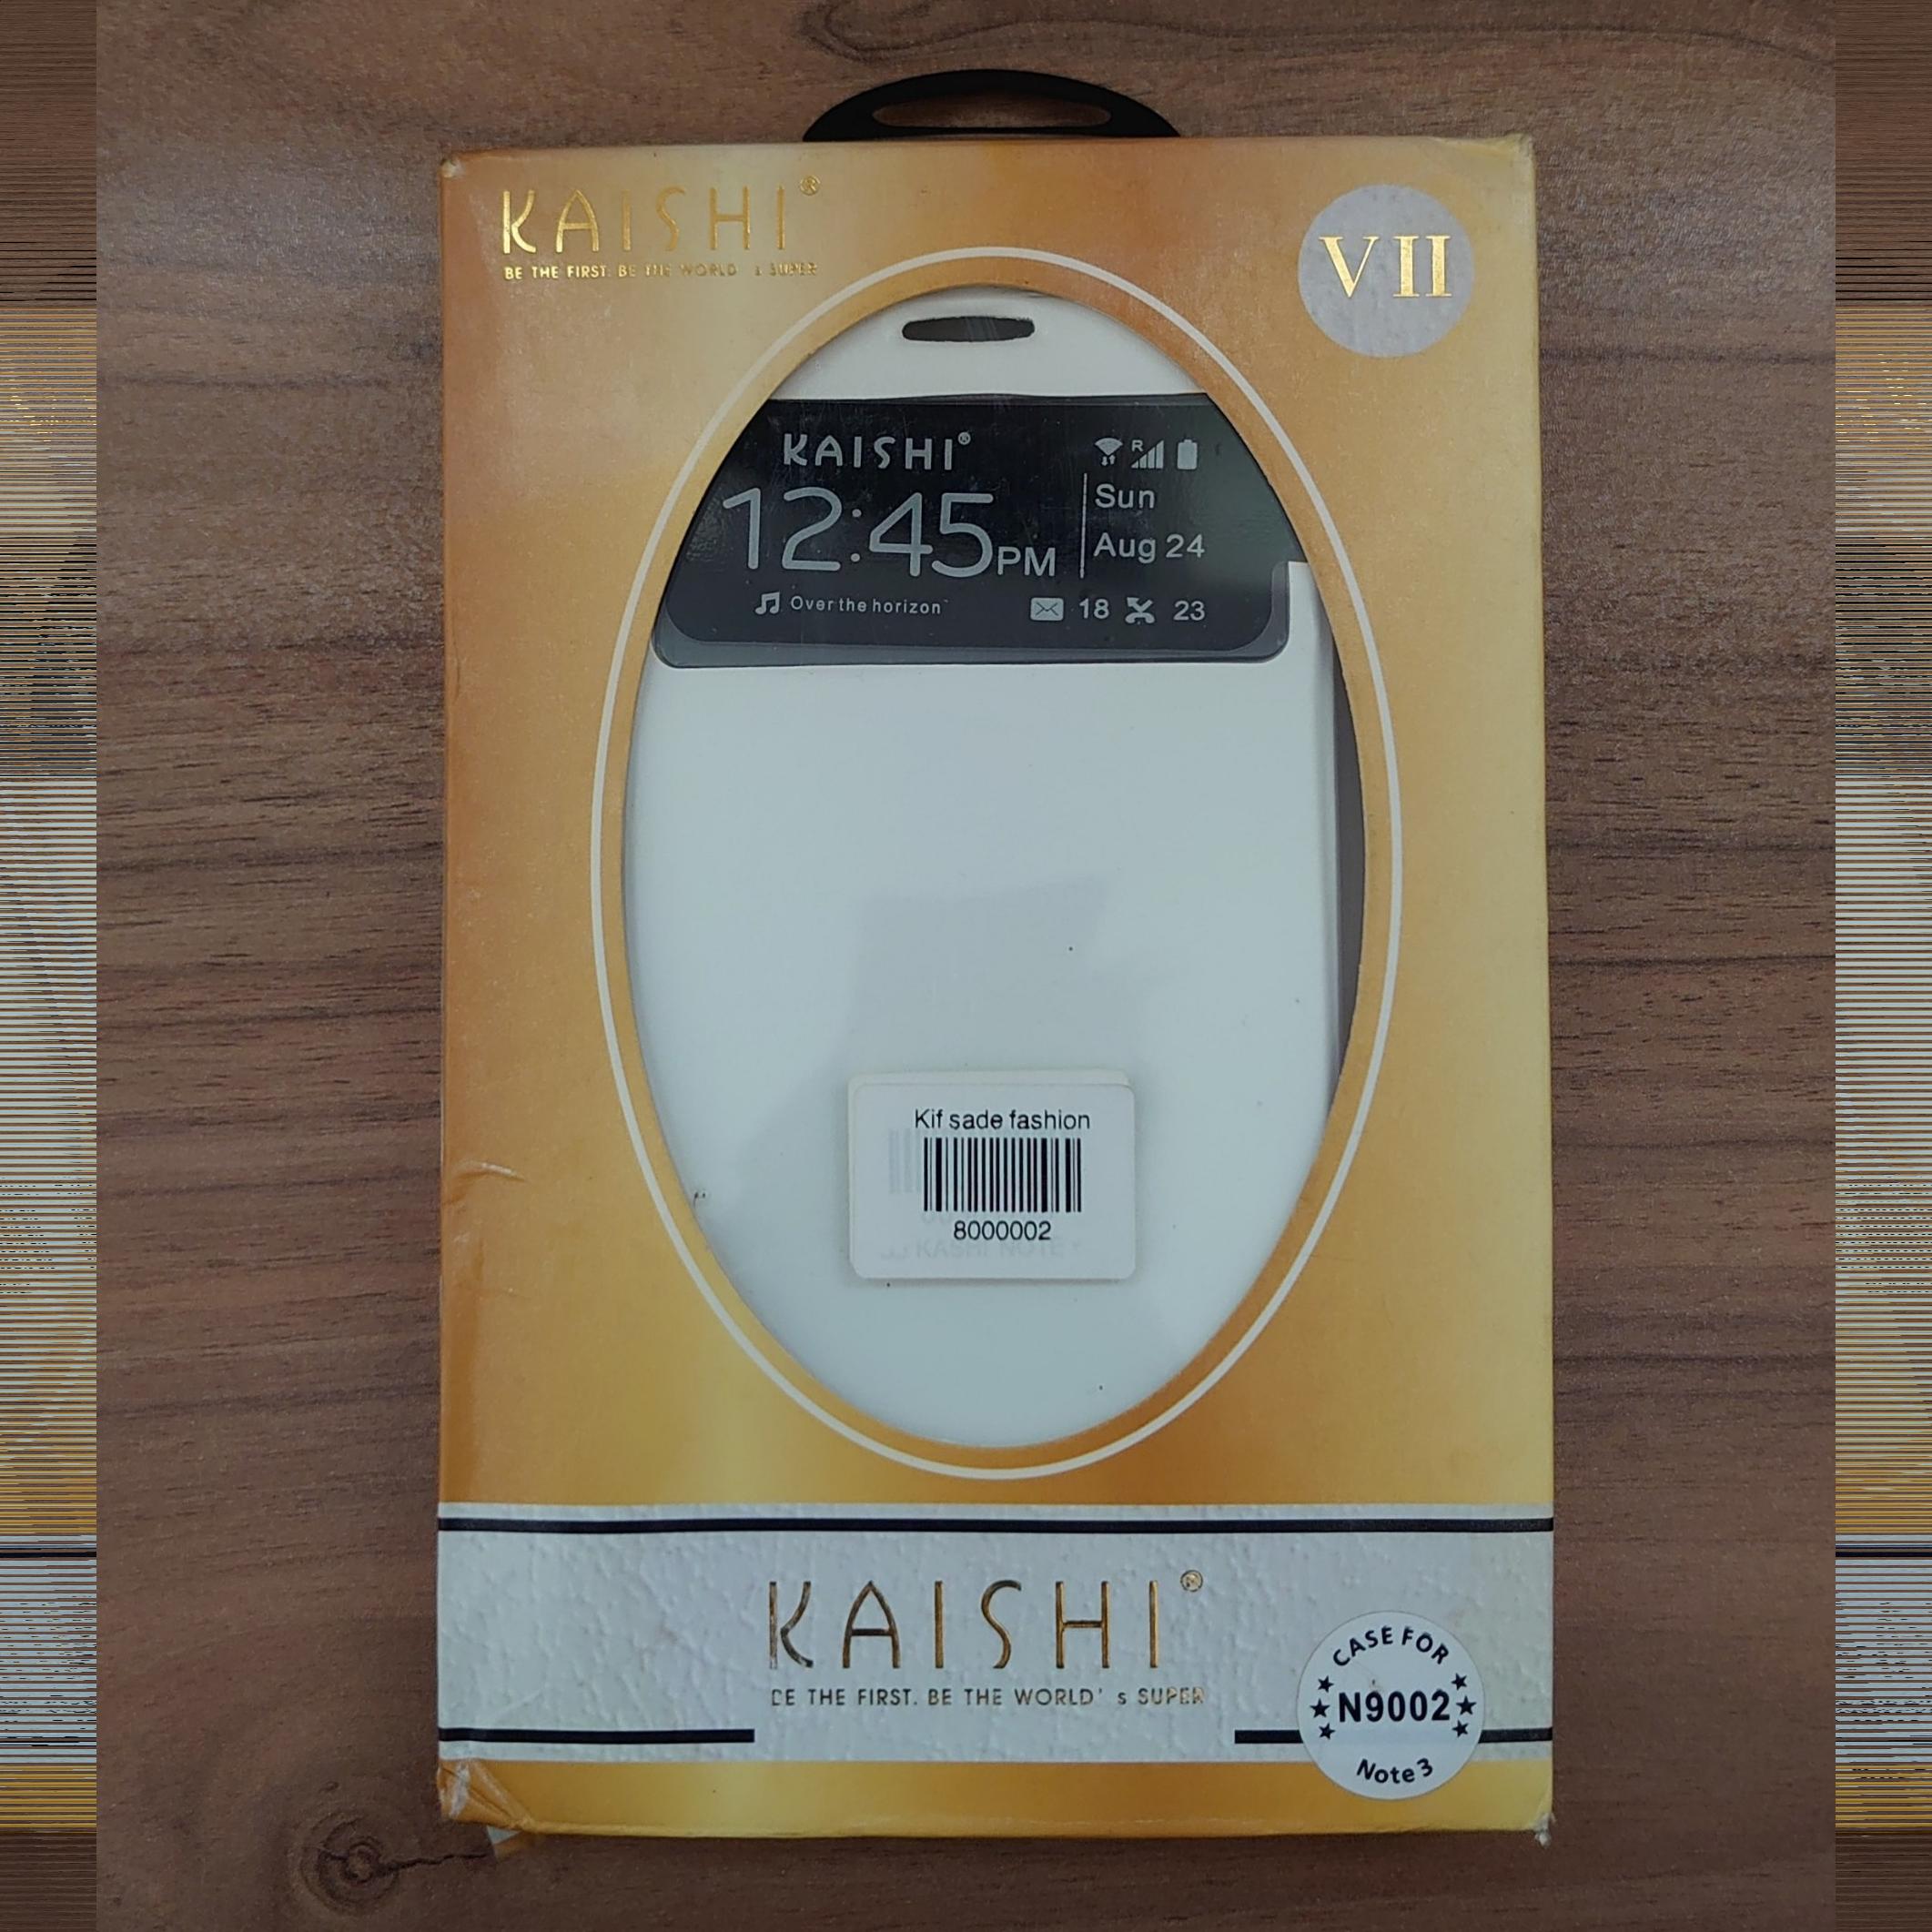 KAISHI®
BE THE FIRST. BE THE WORLD' s SUPER
VII
KAISHI®
R
12:45PM
Sun
Aug 24
Over the horizon
18 23
Kif sade fashion
8000002
KAISHI®
BE THE FIRST. BE THE WORLD' s SUPER
CASE FOR
N9002
Note 3